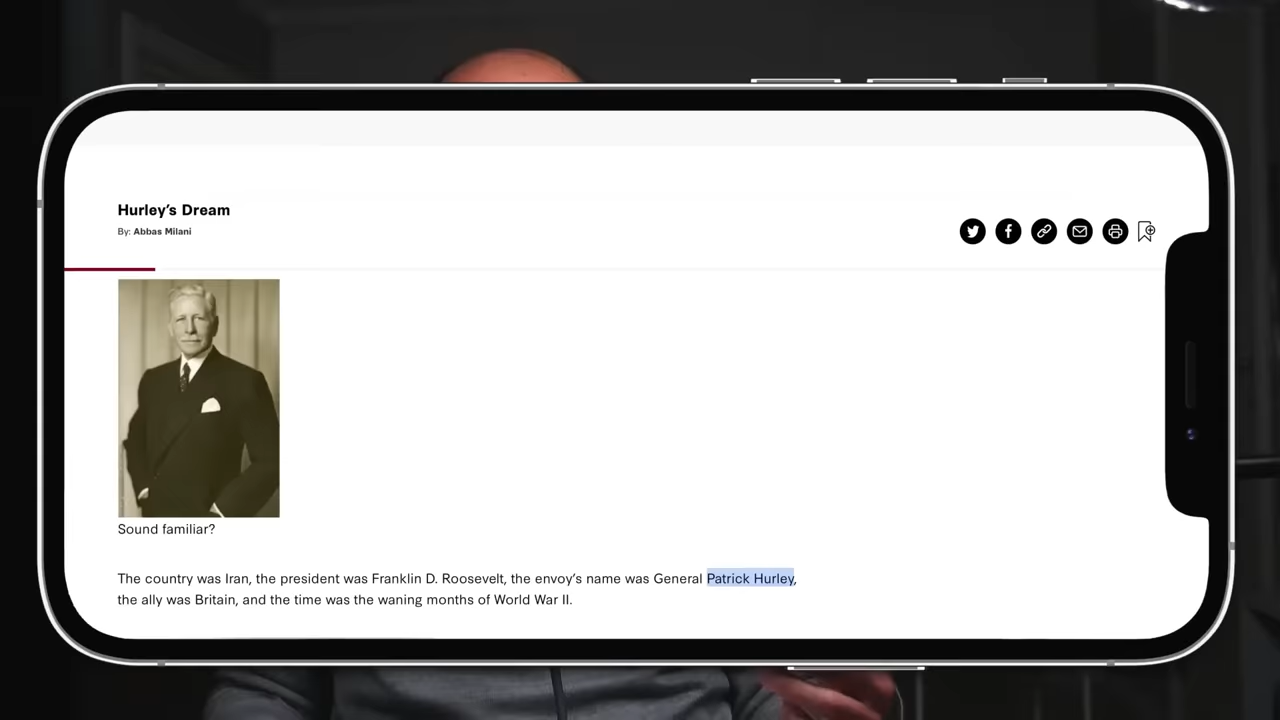 Hurley’s Dream
By: Abbas Milani
Sound familiar?
The country was Iran, the president was Franklin D. Roosevelt, the envoy’s name was General Patrick Hurley,
the ally was Britain, and the time was the waning months of World War II.